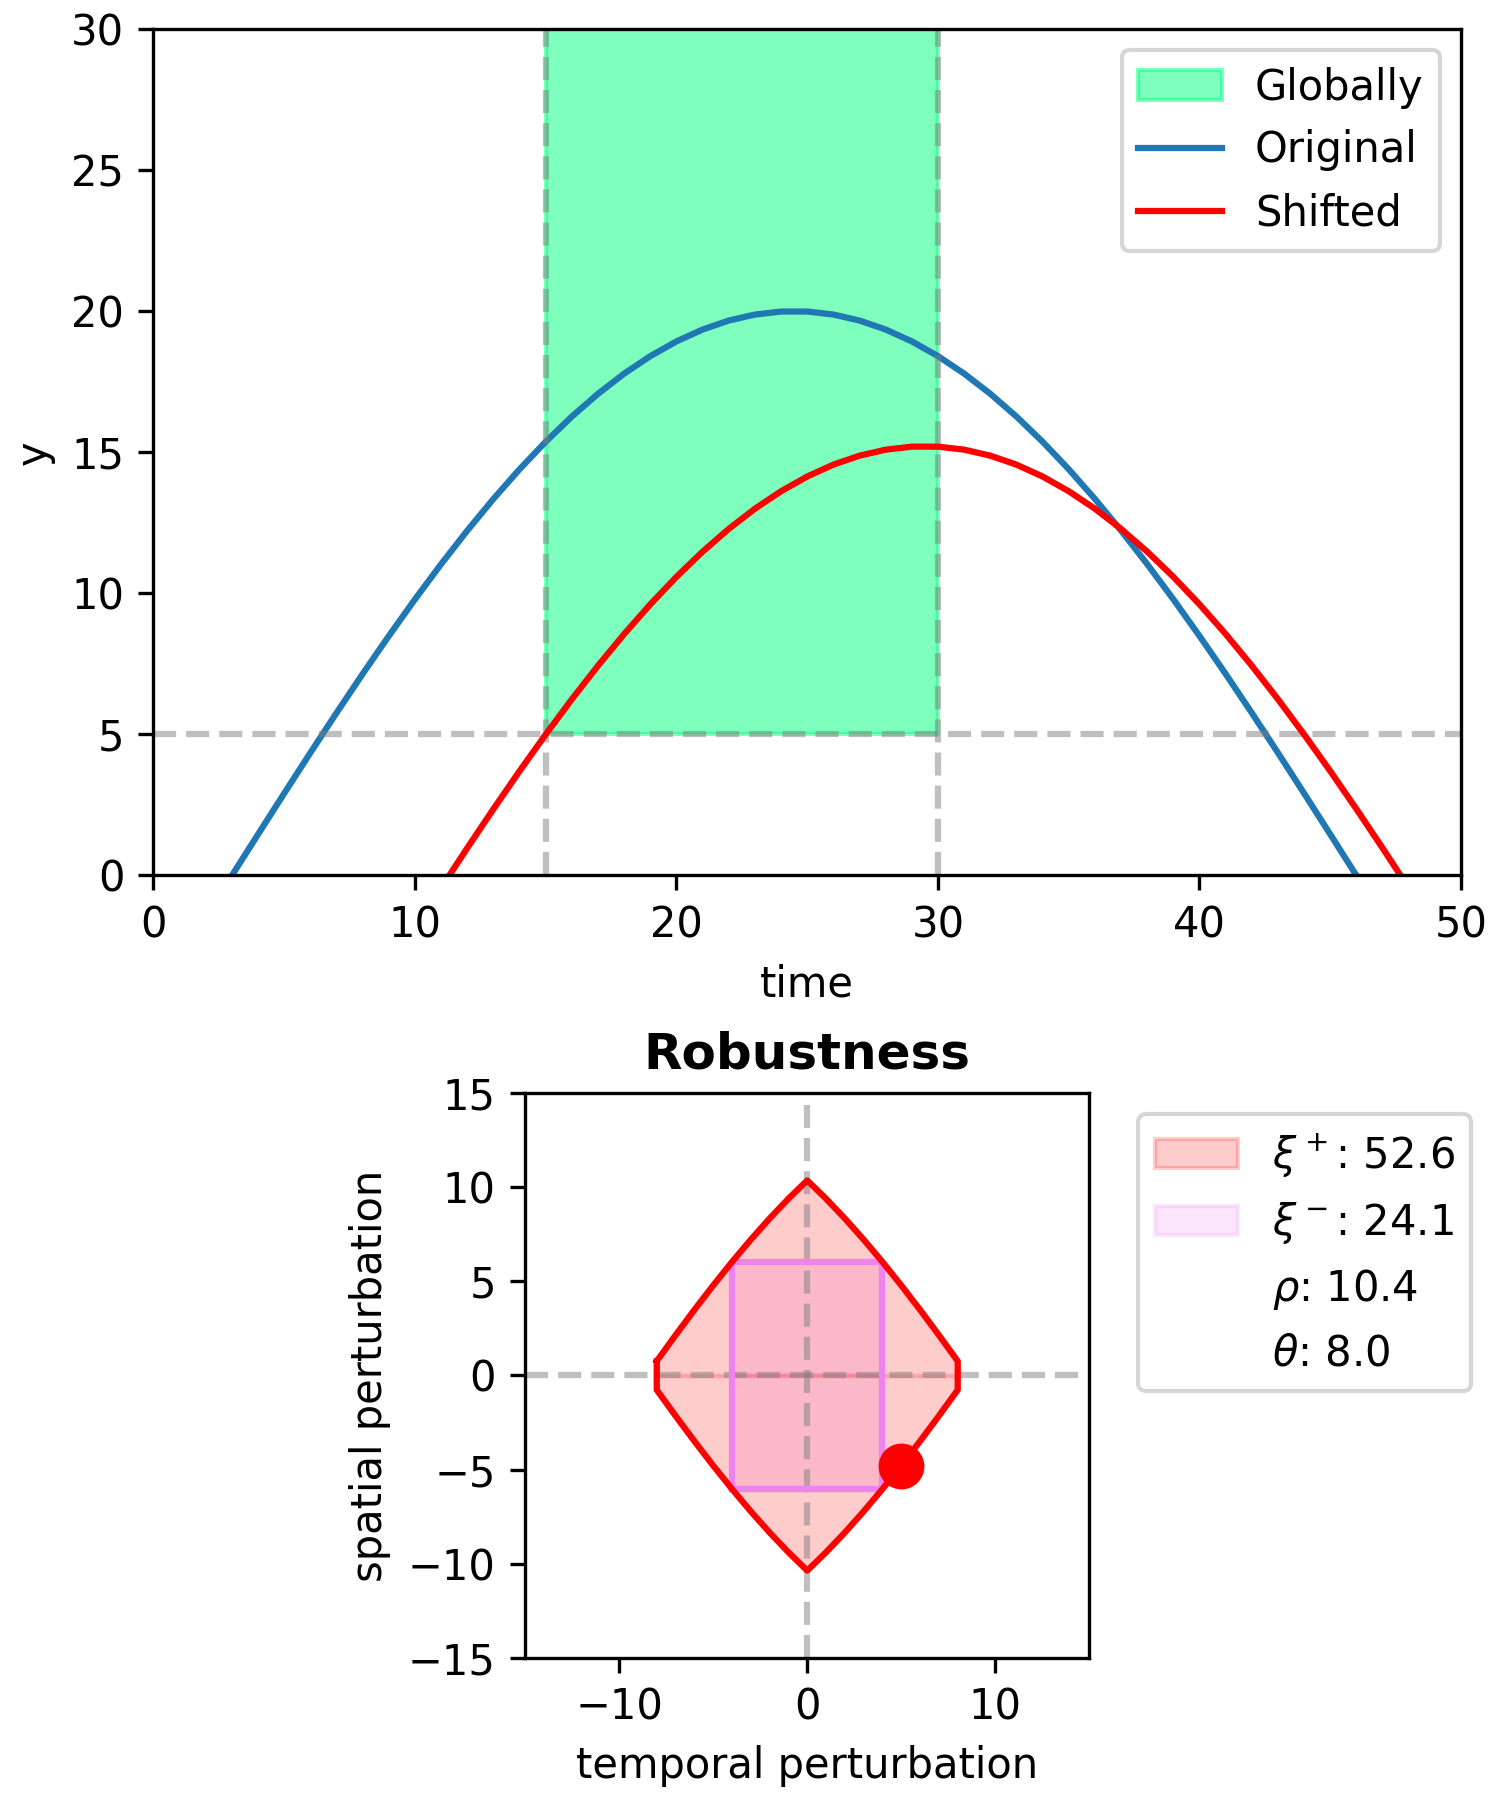 30
25
20
15
10
5
0
y
Globally
Original
Shifted
0 10 20 30 40 50
time
Robustness
15
10
5
0
−5
−10
−15
spatial perturbation
ξ⁺: 52.6
ξ⁻: 24.1
ρ: 10.4
θ: 8.0
−10 0 10
temporal perturbation